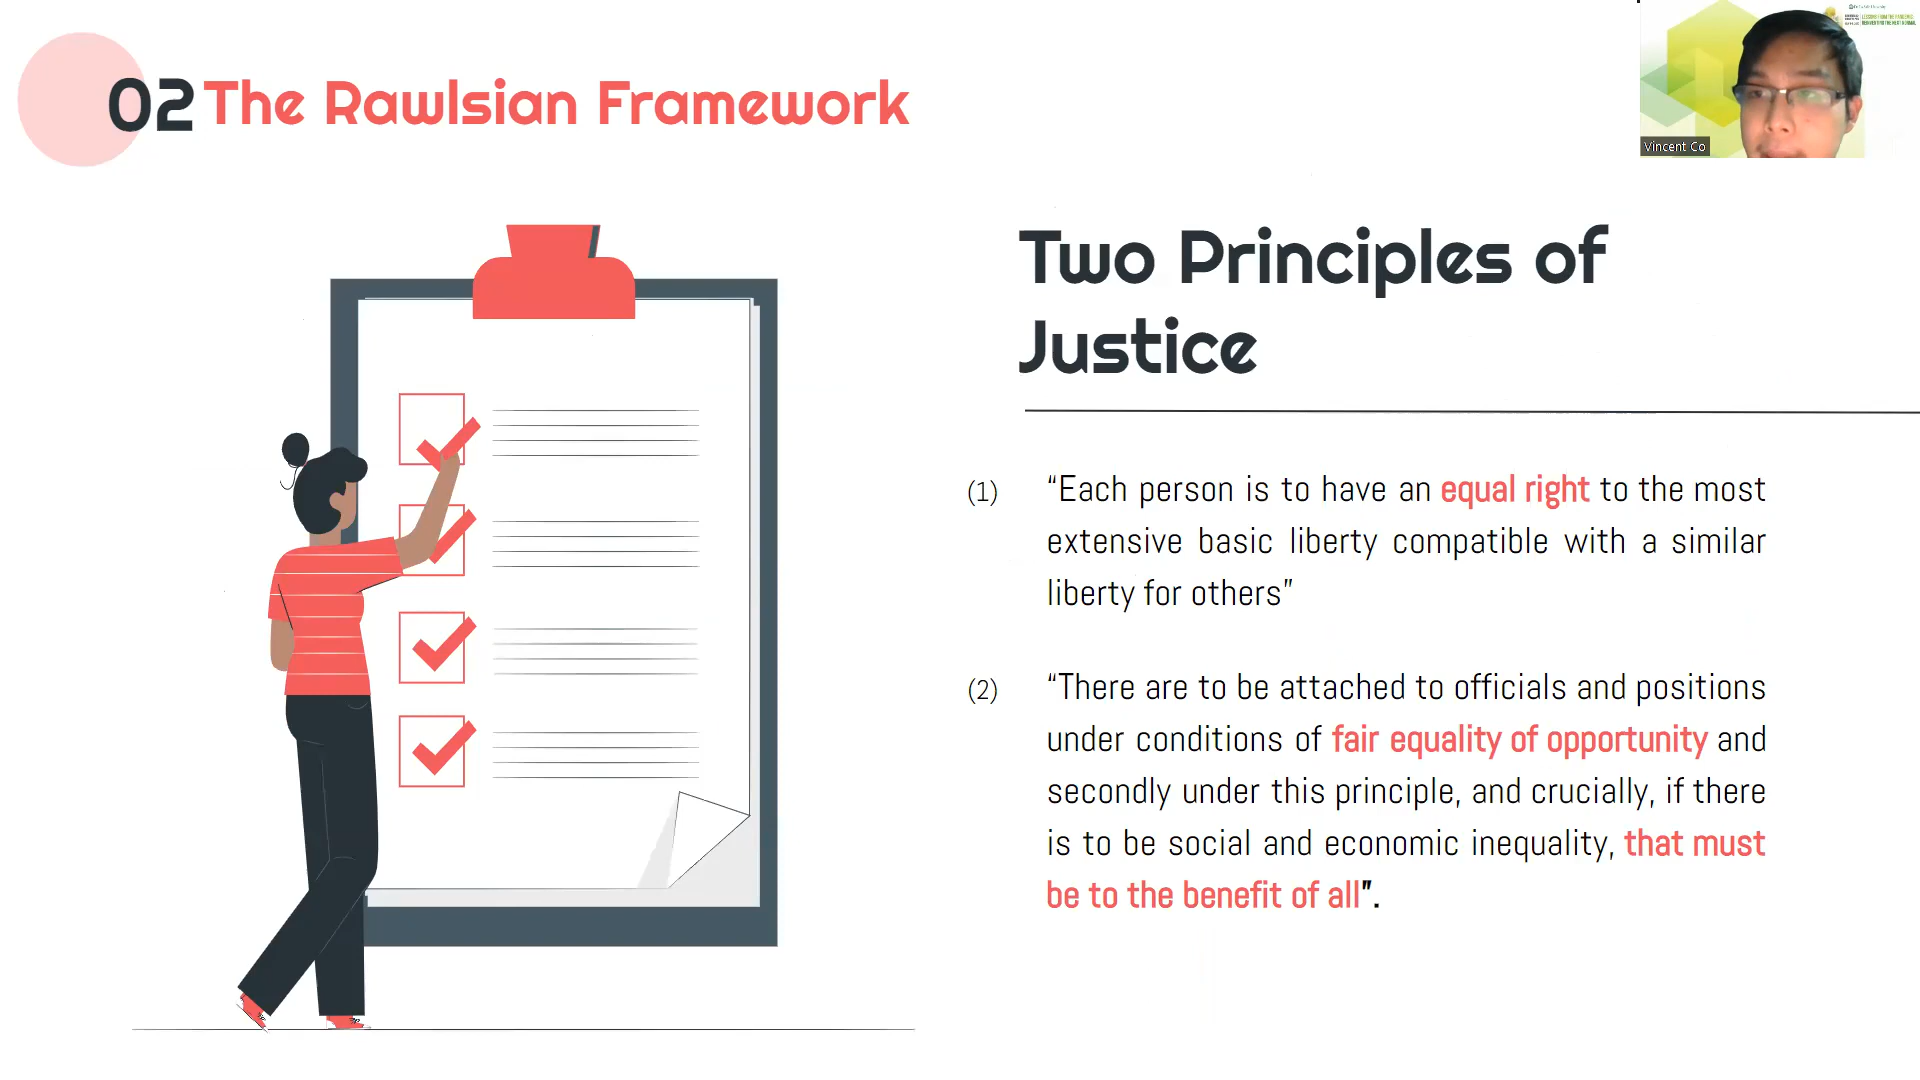 02 The Rawlsian Framework
Vincent Co
Two Principles of
Justice
(1) “Each person is to have an equal right to the most
extensive basic liberty compatible with a similar
liberty for others”
(2) “There are to be attached to officials and positions
under conditions of fair equality of opportunity and
secondly under this principle, and crucially, if there
is to be social and economic inequality, that must
be to the benefit of all”.